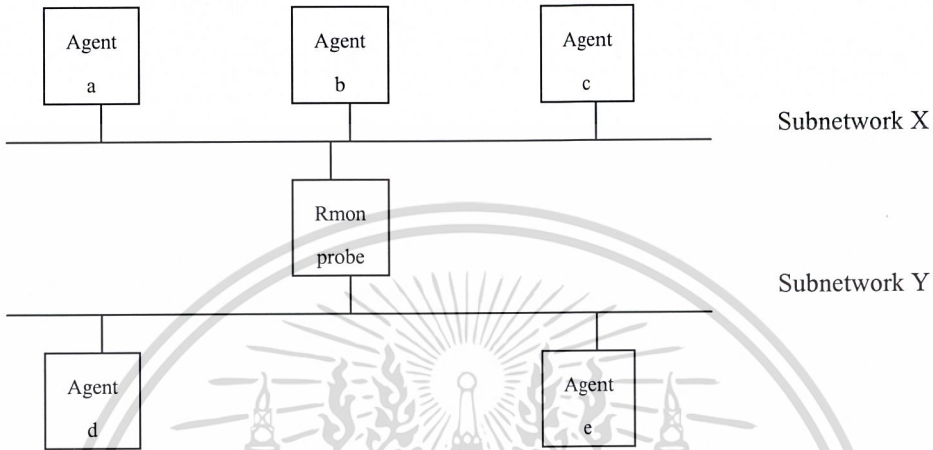 Agent
a
Agent
b
Agent
c
Subnetwork X
Rmon
probe
Subnetwork Y
Agent
d
Agent
e